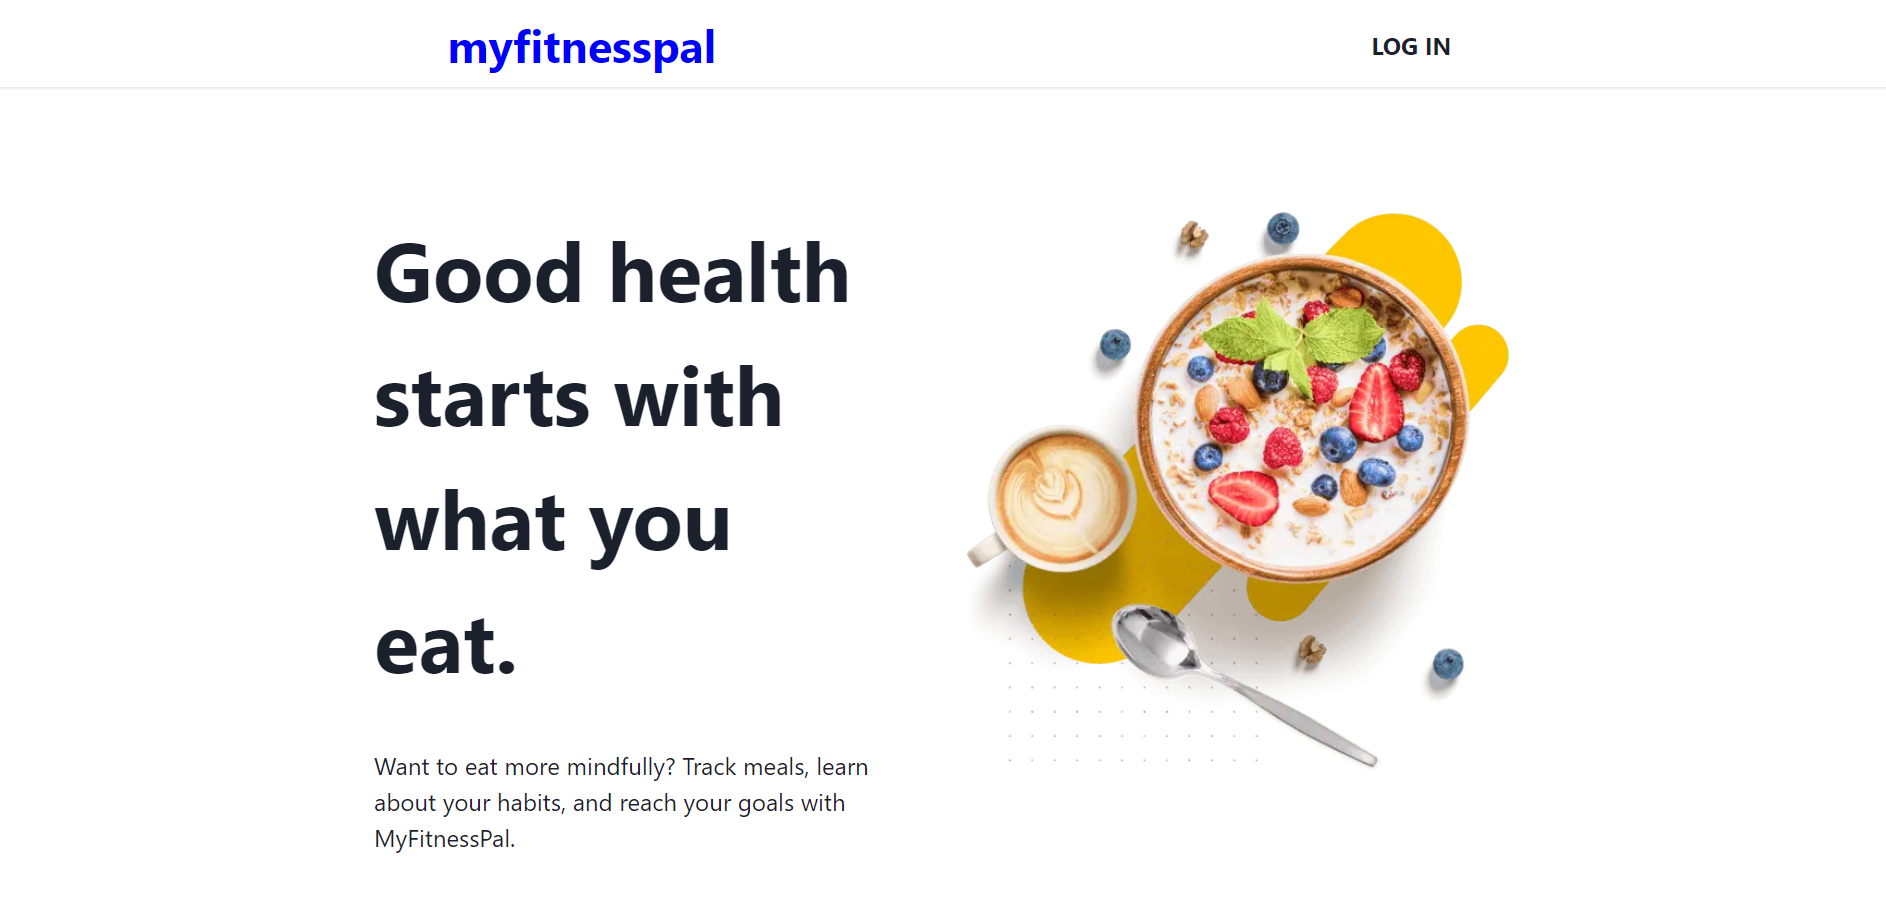 myfitnesspal
LOG IN
Good health
starts with
what you
eat.
Want to eat more mindfully? Track meals, learn
about your habits, and reach your goals with
MyFitnessPal.